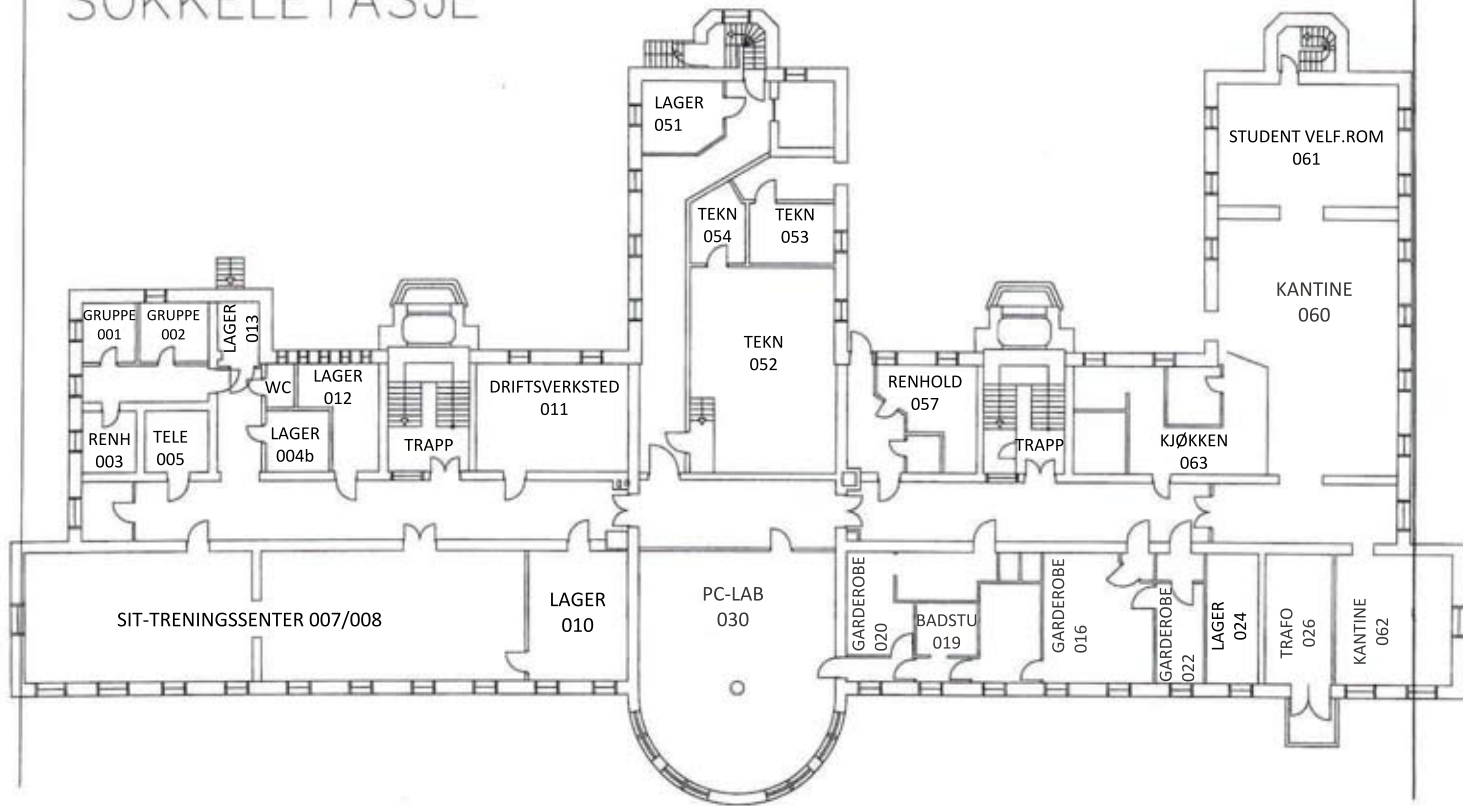 SOKKELETASJE
LAGER
051
STUDENT VELF.ROM
061
TEKN
054
TEKN
053
KANTINE
060
GRUPPE
001
GRUPPE
002
LAGER
013
TEKN
052
WC
LAGER
012
DRIFTSVERKSTED
011
RENHOLD
057
RENH
003
TELE
005
LAGER
004b
TRAPP
TRAPP
KJØKKEN
063
SIT-TRENINGSSENTER 007/008
LAGER
010
PC-LAB
030
GARDEROBE
020
BADSTU
019
GARDEROBE
016
GARDEROBE
022
LAGER
024
TRAFO
026
KANTINE
062